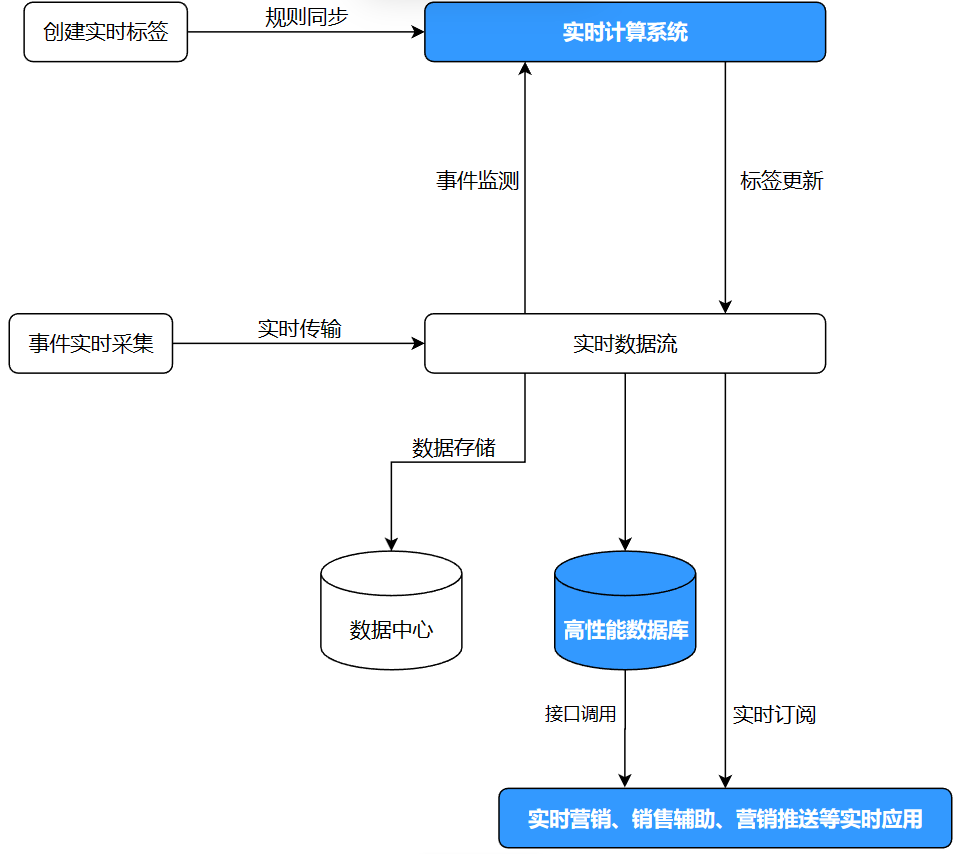 创建实时标签
规则同步
实时计算系统
事件监测
标签更新
事件实时采集
实时传输
实时数据流
数据存储
数据中心
高性能数据库
接口调用
实时订阅
实时营销、销售辅助、营销推送等实时应用